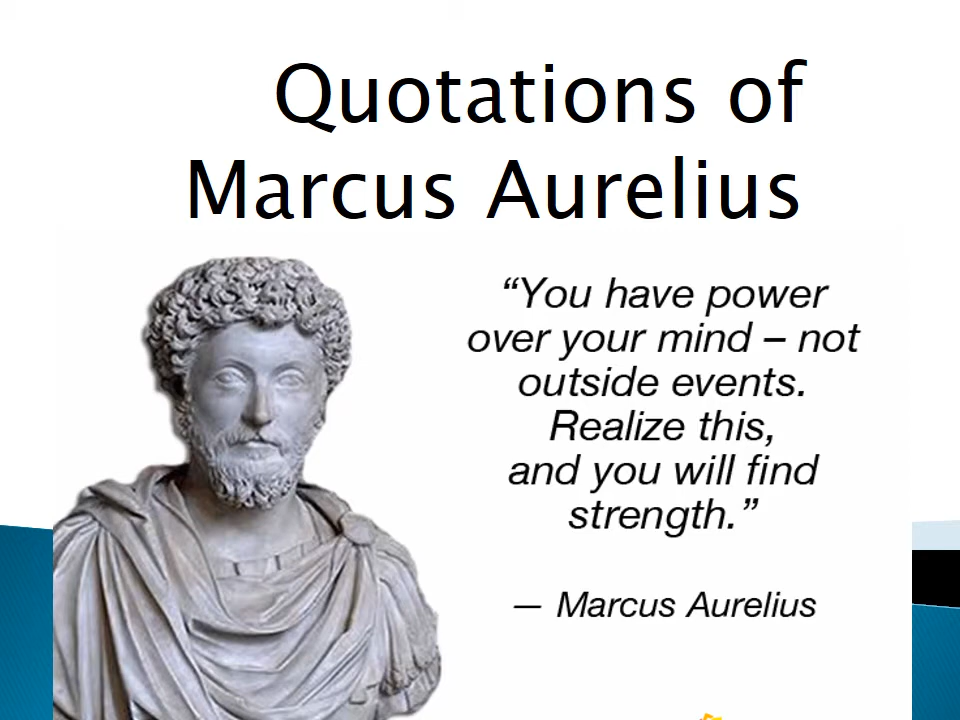 Quotations of
Marcus Aurelius
“You have power
over your mind – not
outside events.
Realize this,
and you will find
strength.”
— Marcus Aurelius